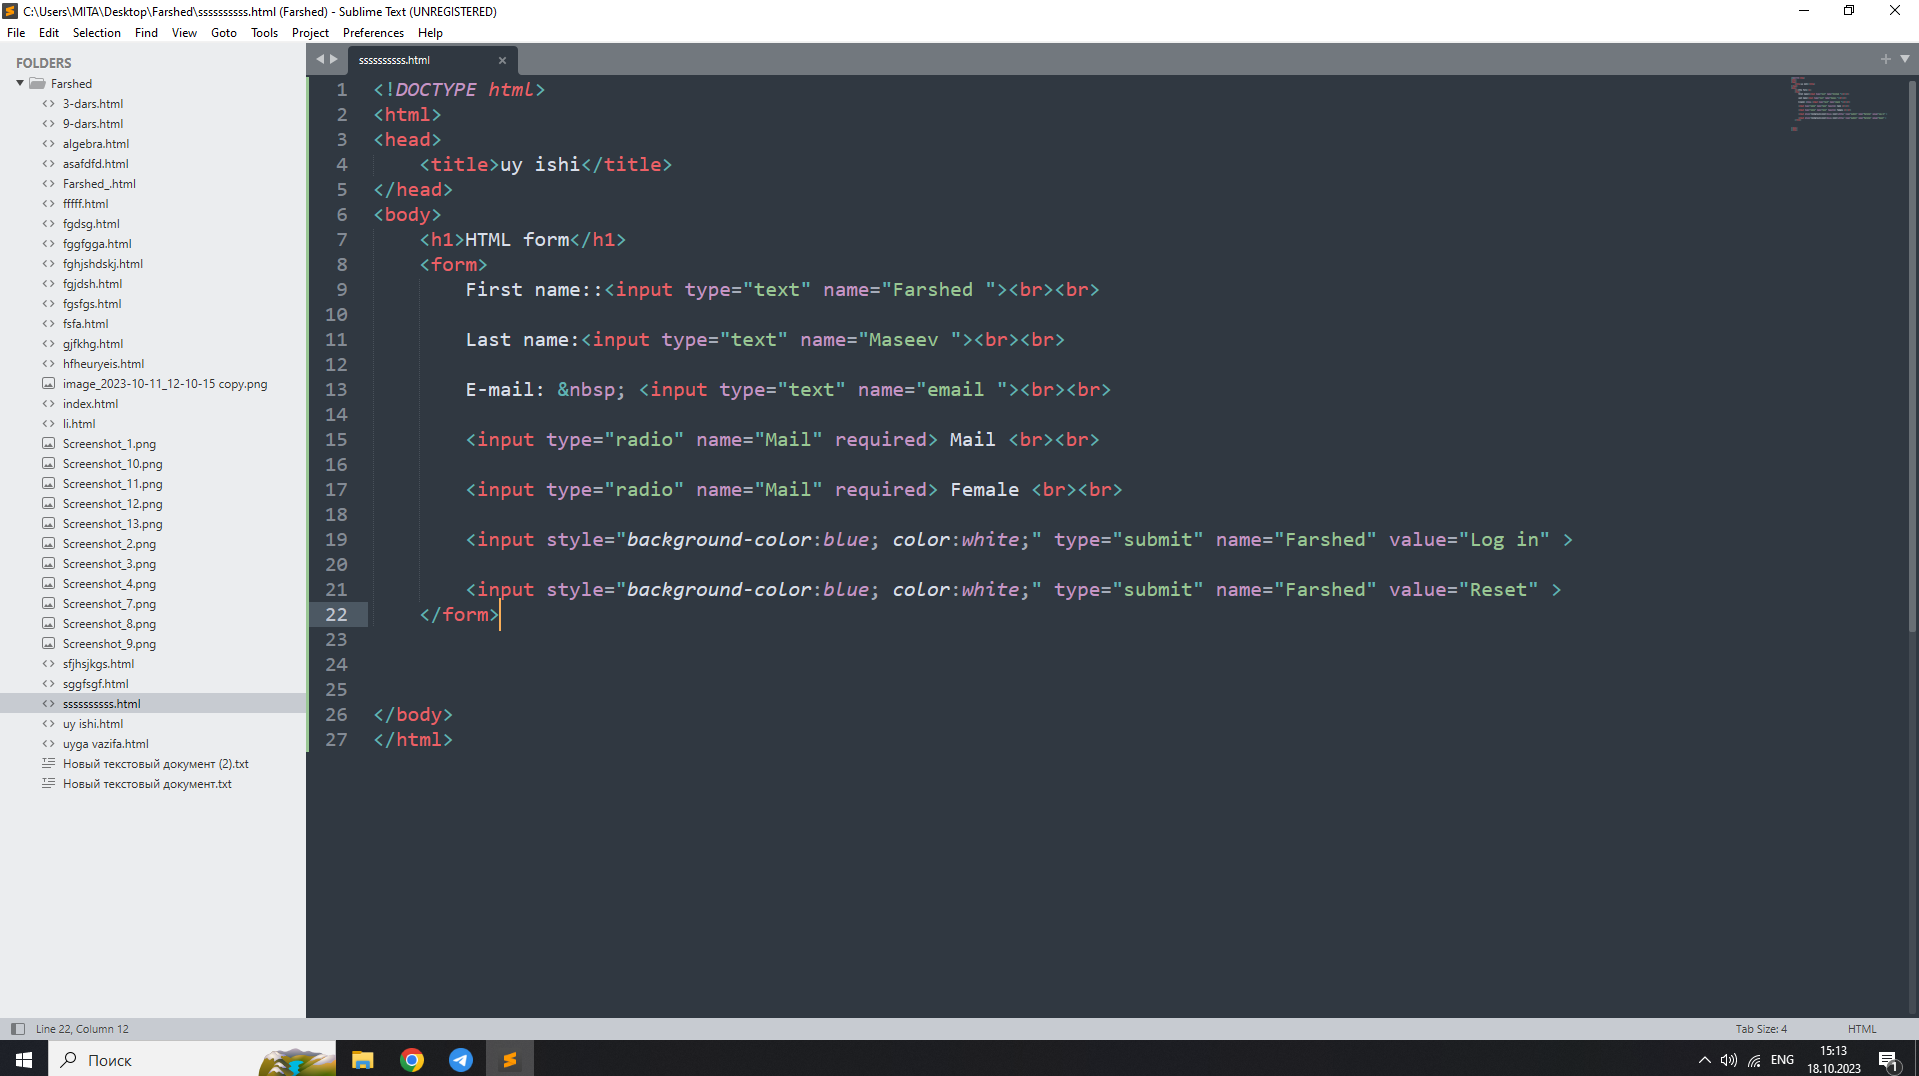 C:\Users\MITA\Desktop\Farshed\ssssssssss.html (Farshed) - Sublime Text (UNREGISTERED)
File Edit Selection Find View Goto Tools Project Preferences Help
FOLDERS
Farshed
3-dars.html
9-dars.html
algebra.html
asafdfd.html
Farshed_.html
fffff.html
fgdsg.html
fggfgga.html
fghjshdskj.html
fgjdsh.html
fgsfgs.html
fsfa.html
gjfkhg.html
hfheuryeis.html
image_2023-10-11_12-10-15 copy.png
index.html
li.html
Screenshot_1.png
Screenshot_10.png
Screenshot_11.png
Screenshot_12.png
Screenshot_13.png
Screenshot_2.png
Screenshot_3.png
Screenshot_4.png
Screenshot_7.png
Screenshot_8.png
Screenshot_9.png
sfjhsjkgs.html
sggfsgf.html
ssssssssss.html
uy ishi.html
uyga vazifa.html
Новый текстовый документ (2).txt
Новый текстовый документ.txt
ssssssssss.html
1 <!DOCTYPE html>
2 <html>
3 <head>
4 <title>uy ishi</title>
5 </head>
6 <body>
7 <h1>HTML form</h1>
8 <form>
9 First name::<input type="text" name="Farshed "><br><br>
10
11 Last name:<input type="text" name="Maseev "><br><br>
12
13 E-mail: &nbsp; <input type="text" name="email "><br><br>
14
15 <input type="radio" name="Mail" required> Mail <br><br>
16
17 <input type="radio" name="Mail" required> Female <br><br>
18
19 <input style="background-color:blue; color:white;" type="submit" name="Farshed" value="Log in" >
20
21 <input style="background-color:blue; color:white;" type="submit" name="Farshed" value="Reset" >
22 </form>
23
24
25
26 </body>
27 </html>
Line 22, Column 12
Tab Size: 4
HTML
Поиск
ENG
15:13
18.10.2023
1